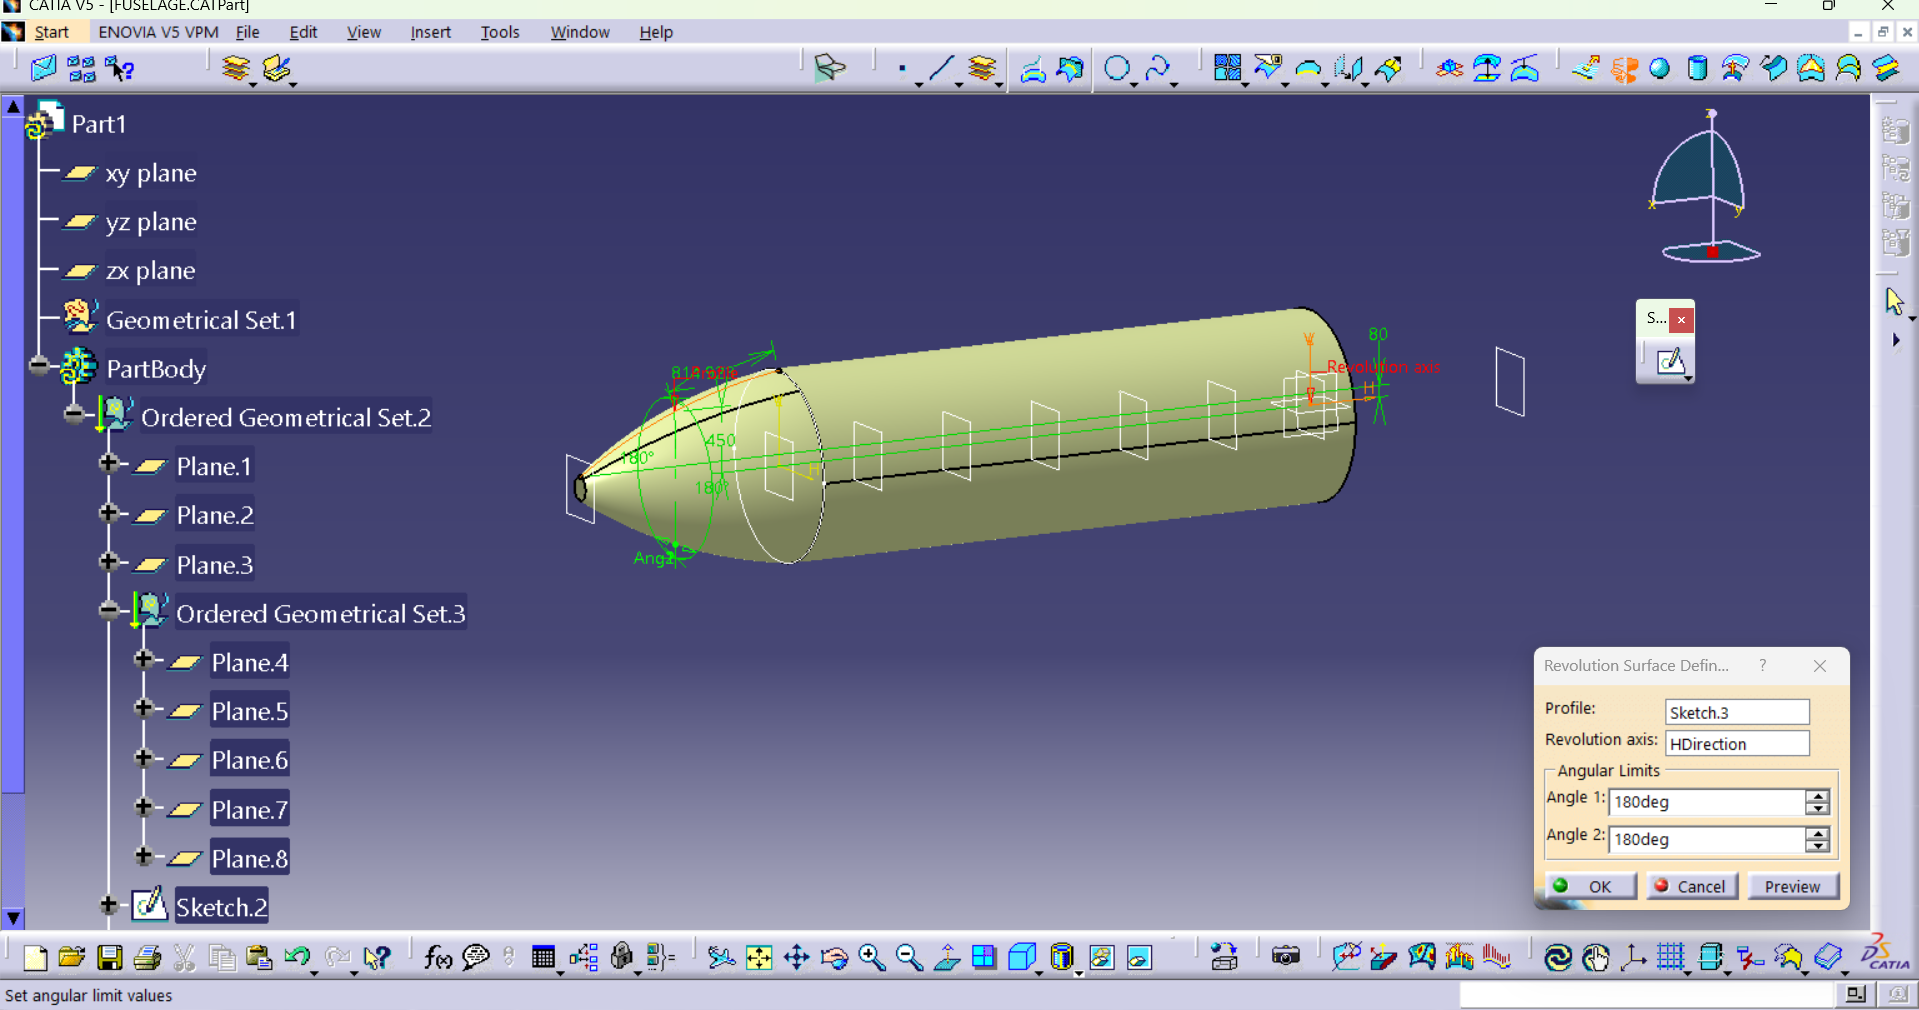 CATIA V5 - [FUSELAGE.CATPart]
Start ENOVIA V5 VPM File Edit View Insert Tools Window Help
Part1
xy plane
yz plane
zx plane
Geometrical Set.1
PartBody
Ordered Geometrical Set.2
Plane.1
Plane.2
Plane.3
Ordered Geometrical Set.3
Plane.4
Plane.5
Plane.6
Plane.7
Plane.8
Sketch.2
z
x
y
80
V
Revolution axis
H
450
V
180°
H
180°
S...
Revolution Surface Defin... ?
Profile: Sketch.3
Revolution axis: HDirection
Angular Limits
Angle 1: 180deg
Angle 2: 180deg
OK Cancel Preview
f(x)
CATIA
Set angular limit values